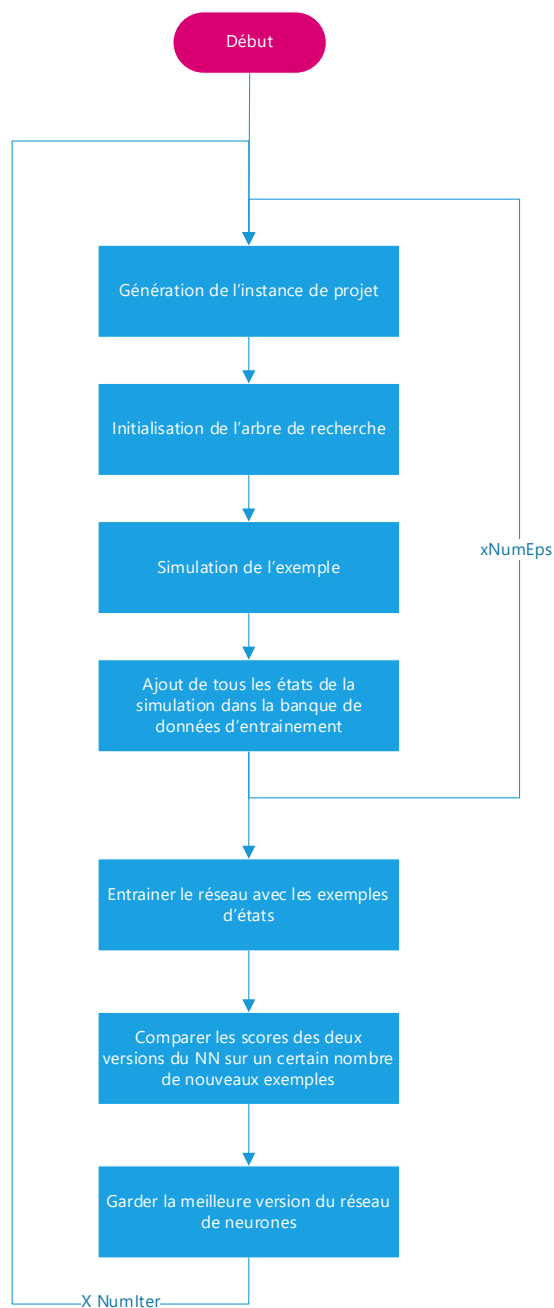 Début
Génération de l’instance de projet
Initialisation de l’arbre de recherche
Simulation de l’exemple
xNumEps
Ajout de tous les états de la
simulation dans la banque de
données d’entrainement
Entrainer le réseau avec les exemples
d’états
Comparer les scores des deux
versions du NN sur un certain nombre
de nouveaux exemples
Garder la meilleure version du réseau
de neurones
X NumIter